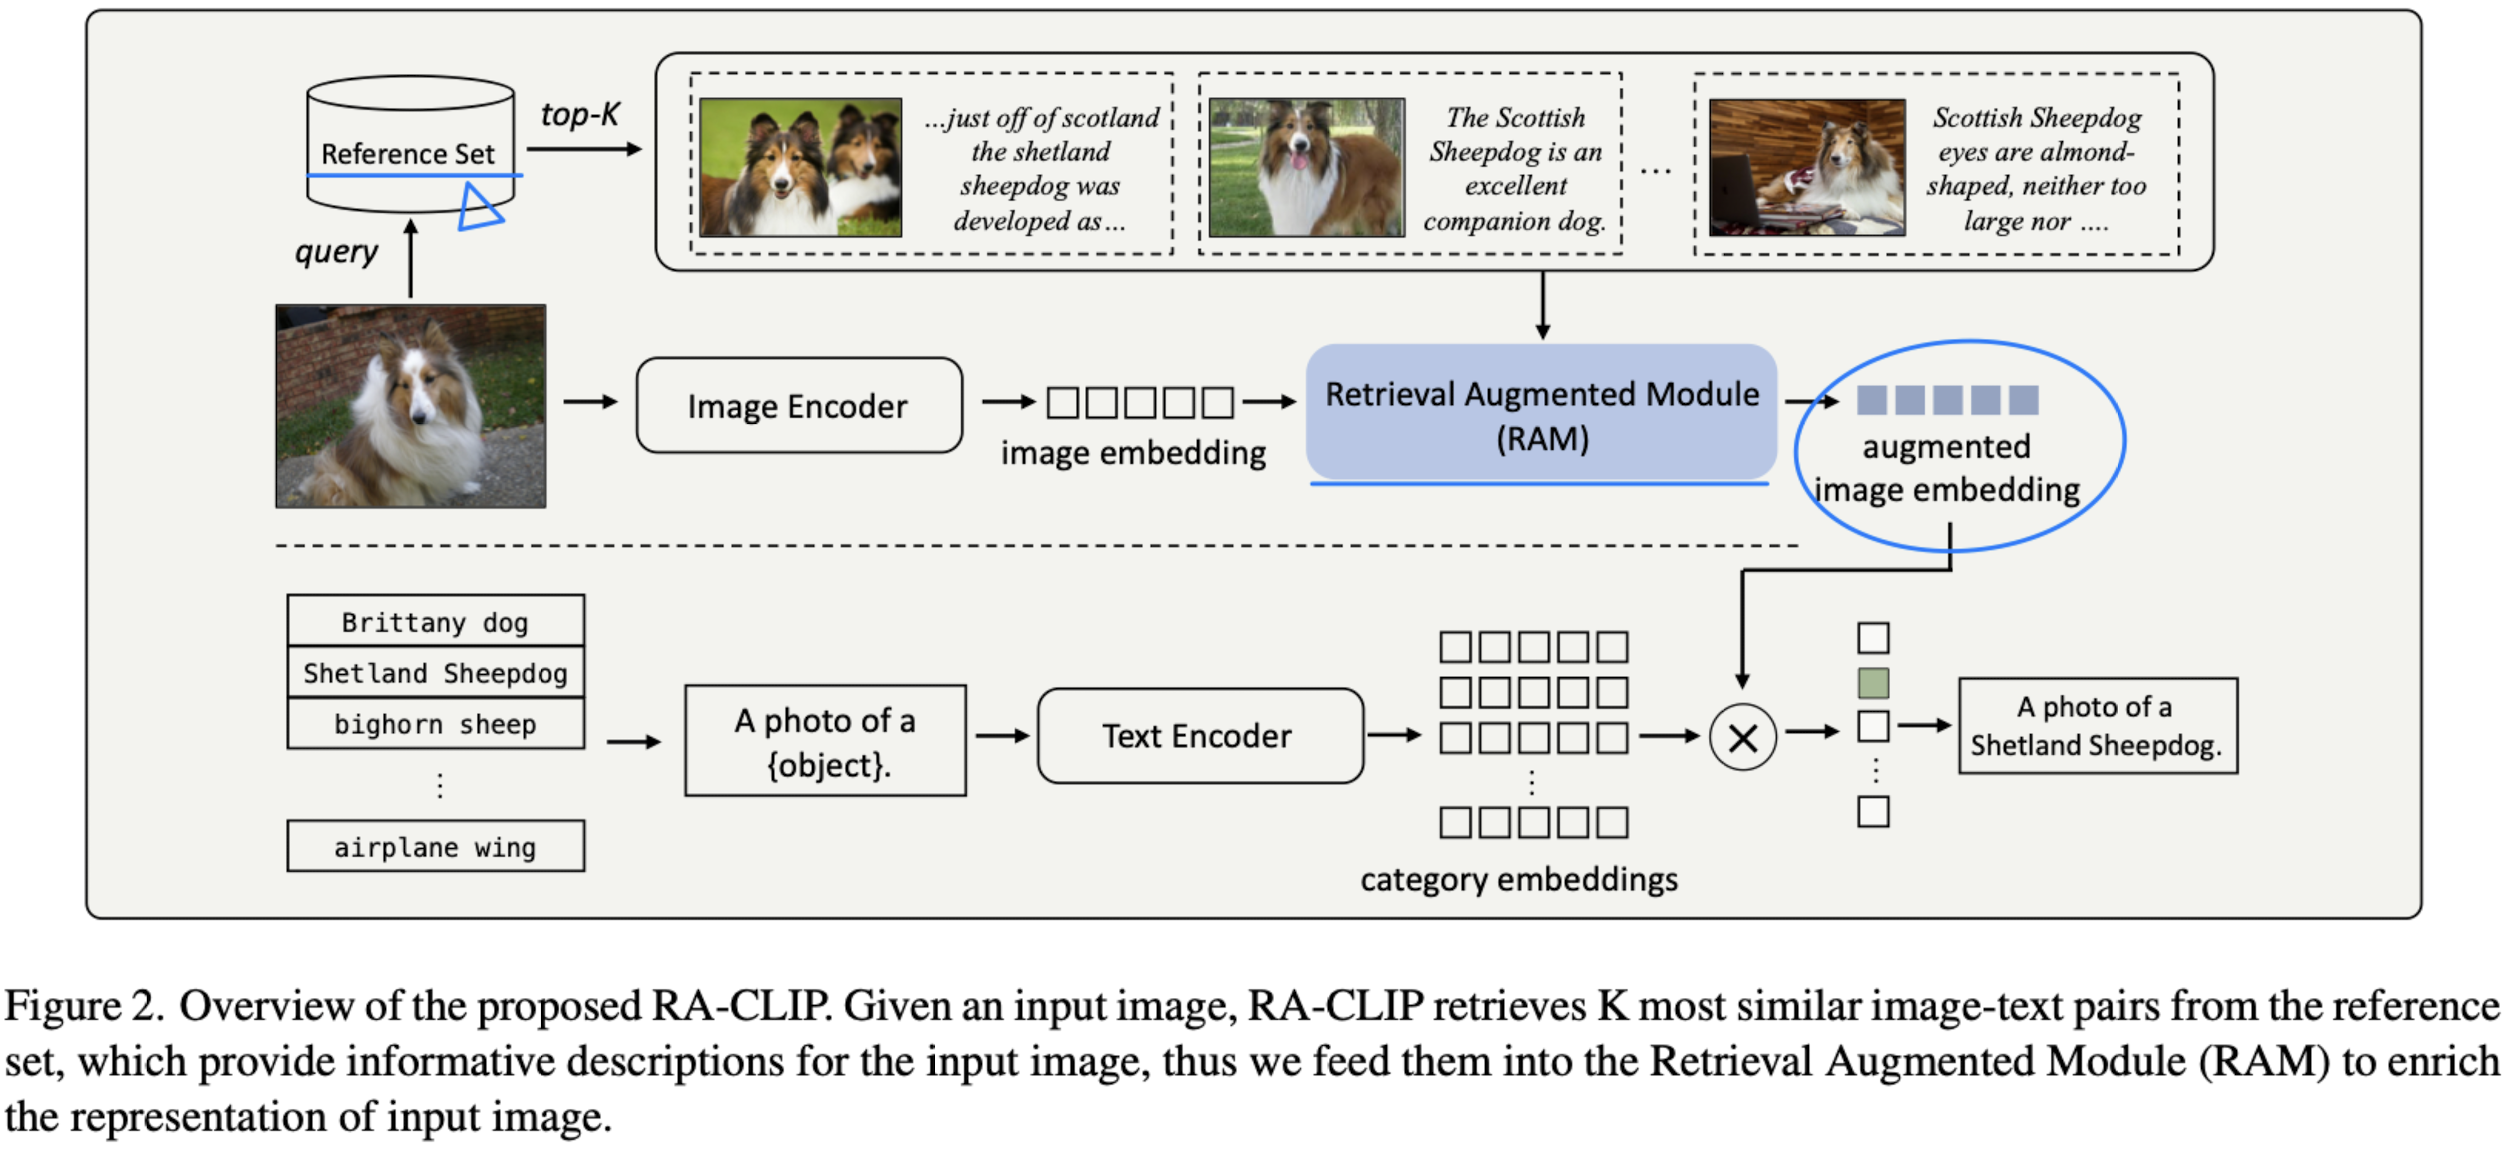 Reference Set
top-K
query
...just off of scotland
the shetland
sheepdog was
developed as...
The Scottish
Sheepdog is an
excellent
companion dog.
...
Scottish Sheepdog
eyes are almond-
shaped, neither too
large nor ....
Image Encoder
image embedding
Retrieval Augmented Module
(RAM)
augmented
image embedding
Brittany dog
Shetland Sheepdog
bighorn sheep
⋮
airplane wing
A photo of a
{object}.
Text Encoder
⋮
category embeddings
⋮
A photo of a
Shetland Sheepdog.
Figure 2. Overview of the proposed RA-CLIP. Given an input image, RA-CLIP retrieves K most similar image-text pairs from the reference
set, which provide informative descriptions for the input image, thus we feed them into the Retrieval Augmented Module (RAM) to enrich
the representation of input image.